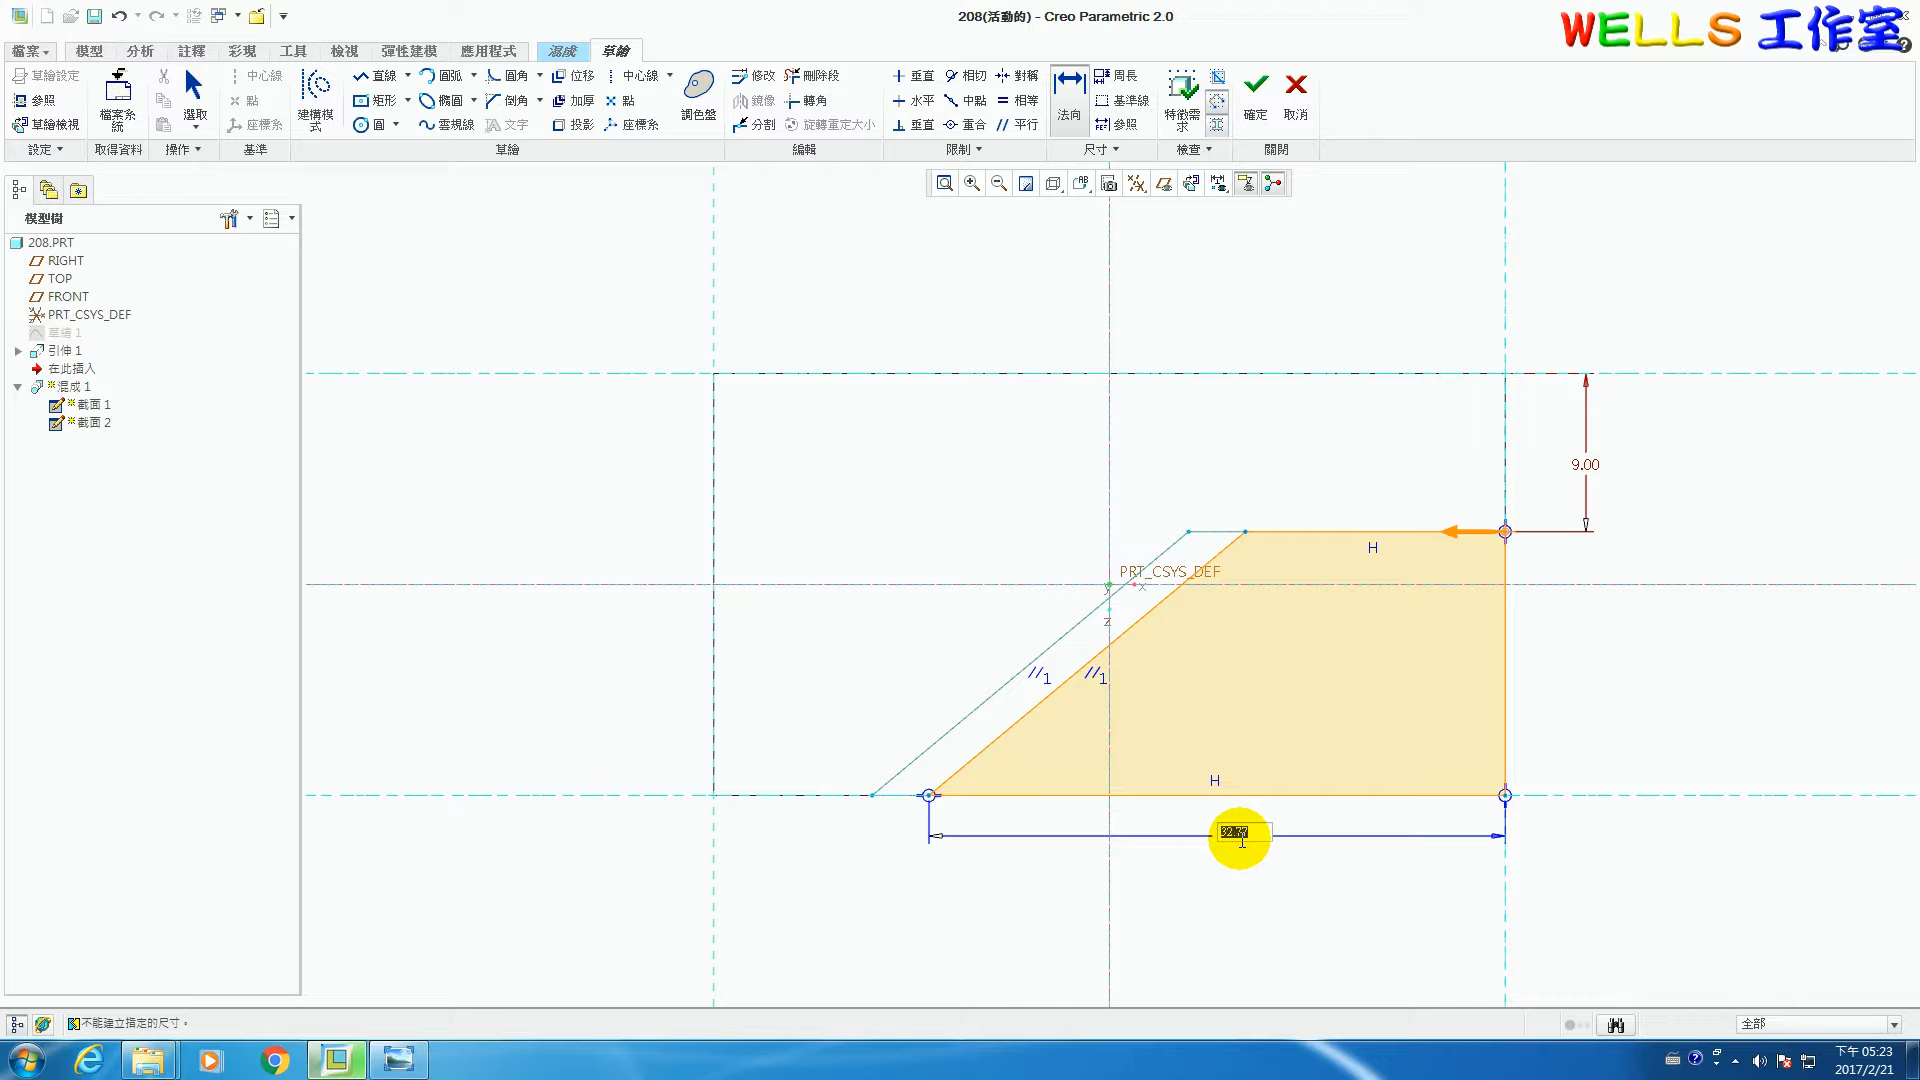 208(活動的) - Creo Parametric 2.0
WELLS 工作室
檔案 模型 分析 註釋 彩現 工具 檢視 彈性建模 應用程式 混成 草繪
草繪設定 中心線 直線 圓弧 圓角 位移 中心線 修改 刪除段 垂直 相切 對稱 周長
參照 點 矩形 橢圓 倒角 加厚 點 鏡像 轉角 水平 中點 相等 基準線
草繪檢視 座標系 圓 雲規線 文字 投影 座標系 分割 旋轉重定大小 垂直 重合 平行 參照
檔案系統 選取 建構模式 調色盤 法向 特徵需求 確定 取消
設定 取得資料 操作 基準 草繪 編輯 限制 尺寸 檢查 關閉
模型樹
208.PRT
RIGHT
TOP
FRONT
PRT_CSYS_DEF
草繪 1
引伸 1
在此插入
混成 1
截面 1
截面 2
9.00
H
PRT_CSYS_DEF
x
z
//1 //1
H
32.77
不能建立指定的尺寸。
全部
下午 05:23
2017/2/21